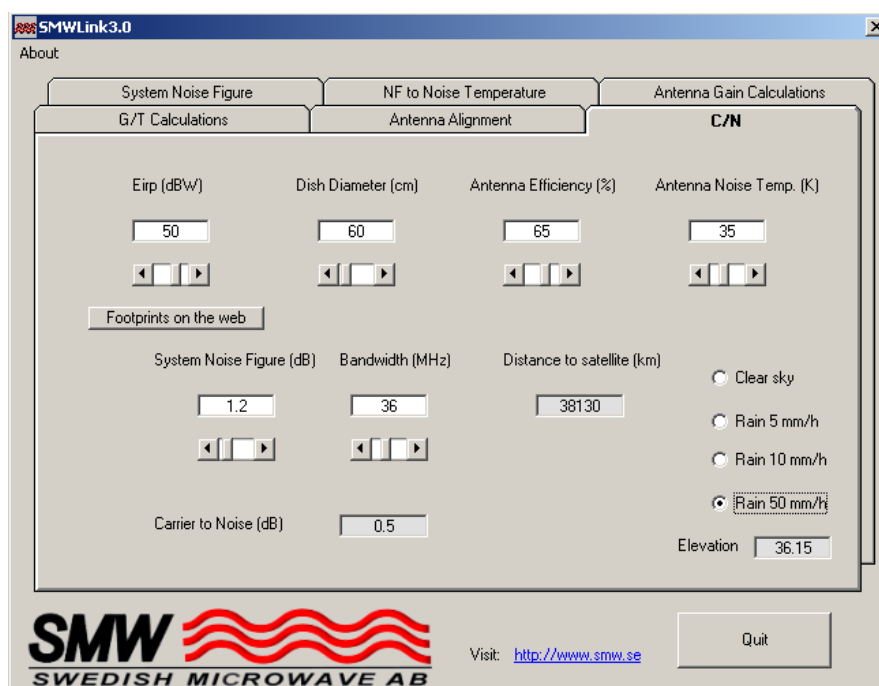 SMWLink3.0
About
System Noise Figure NF to Noise Temperature Antenna Gain Calculations
G/T Calculations Antenna Alignment C/N
Eirp (dBW) Dish Diameter (cm) Antenna Efficiency (%) Antenna Noise Temp. (K)
50 60 65 35
Footprints on the web
System Noise Figure (dB) Bandwidth (MHz) Distance to satellite (km)
Clear sky
1.2 36 38130
Rain 5 mm/h
Rain 10 mm/h
Rain 50 mm/h
Carrier to Noise (dB) 0.5
Elevation 36.15
SMW
SWEDISH MICROWAVE AB
Visit: http://www.smw.se
Quit